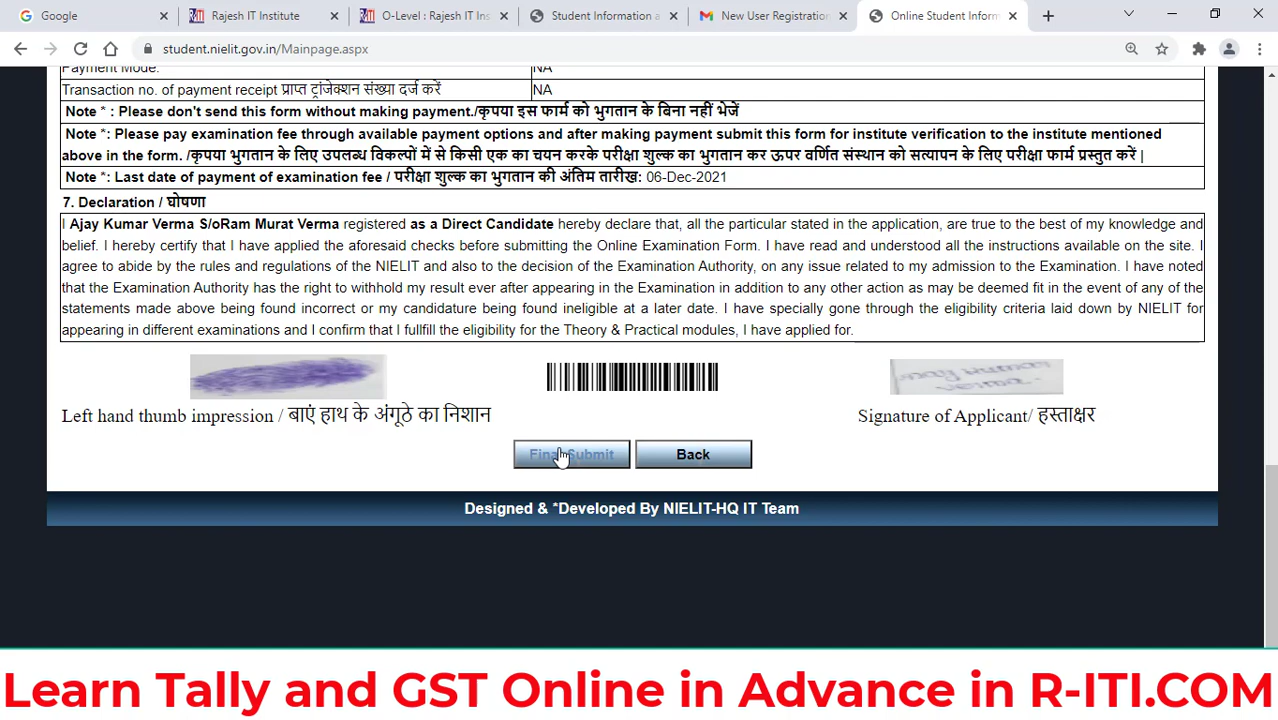 Google
Rajesh IT Institute
O-Level : Rajesh IT Ins
Student Information a
New User Registration
Online Student Inform
student.nielit.gov.in/Mainpage.aspx
Payment Mode:
NA
Transaction no. of payment receipt प्राप्त ट्रांजेक्शन संख्या दर्ज करें
NA
Note * : Please don't send this form without making payment./कृपया इस फार्म को भुगतान के बिना नहीं भेजें
Note *: Please pay examination fee through available payment options and after making payment submit this form for institute verification to the institute mentioned
above in the form. /कृपया भुगतान के लिए उपलब्ध विकल्पों में से किसी एक का चयन करके परीक्षा शुल्क का भुगतान कर ऊपर वर्णित संस्थान को सत्यापन के लिए परीक्षा फार्म प्रस्तुत करें |
Note *: Last date of payment of examination fee / परीक्षा शुल्क का भुगतान की अंतिम तारीख: 06-Dec-2021
7. Declaration / घोषणा
I Ajay Kumar Verma S/oRam Murat Verma registered as a Direct Candidate hereby declare that, all the particular stated in the application, are true to the best of my knowledge and
belief. I hereby certify that I have applied the aforesaid checks before submitting the Online Examination Form. I have read and understood all the instructions available on the site. I
agree to abide by the rules and regulations of the NIELIT and also to the decision of the Examination Authority, on any issue related to my admission to the Examination. I have noted
that the Examination Authority has the right to withhold my result ever after appearing in the Examination in addition to any other action as may be deemed fit in the event of any of the
statements made above being found incorrect or my candidature being found ineligible at a later date. I have specially gone through the eligibility criteria laid down by NIELIT for
appearing in different examinations and I confirm that I fullfill the eligibility for the Theory & Practical modules, I have applied for.
Left hand thumb impression / बाएं हाथ के अंगूठे का निशान
Signature of Applicant/ हस्ताक्षर
Final Submit
Back
Designed & *Developed By NIELIT-HQ IT Team
Learn Tally and GST Online in Advance in R-ITI.COM